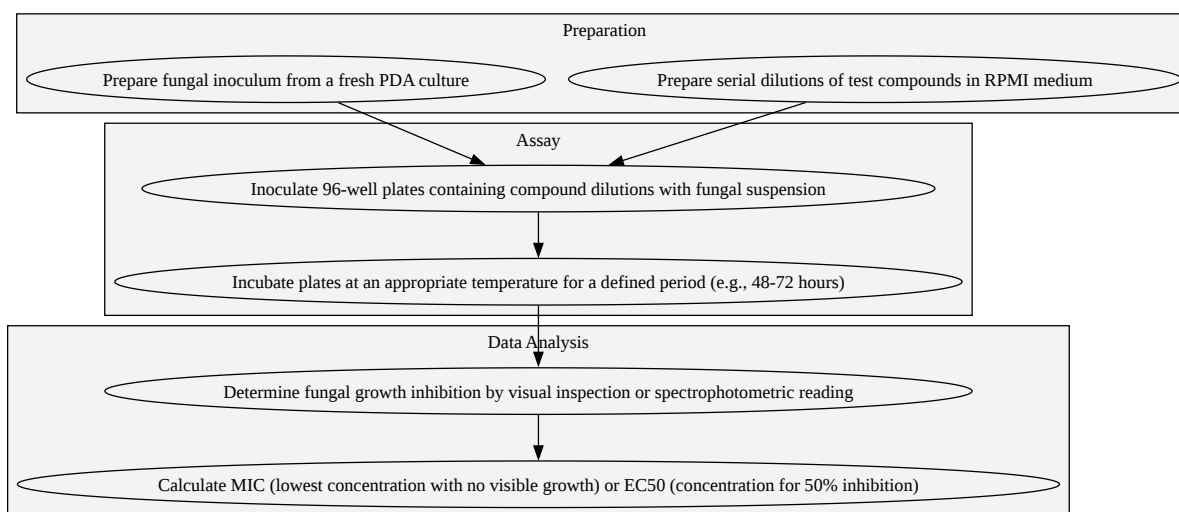 Preparation
Prepare fungal inoculum from a fresh PDA culture
Prepare serial dilutions of test compounds in RPMI medium
Assay
Inoculate 96-well plates containing compound dilutions with fungal suspension
Incubate plates at an appropriate temperature for a defined period (e.g., 48-72 hours)
Data Analysis
Determine fungal growth inhibition by visual inspection or spectrophotometric reading
Calculate MIC (lowest concentration with no visible growth) or EC50 (concentration for 50% inhibition)